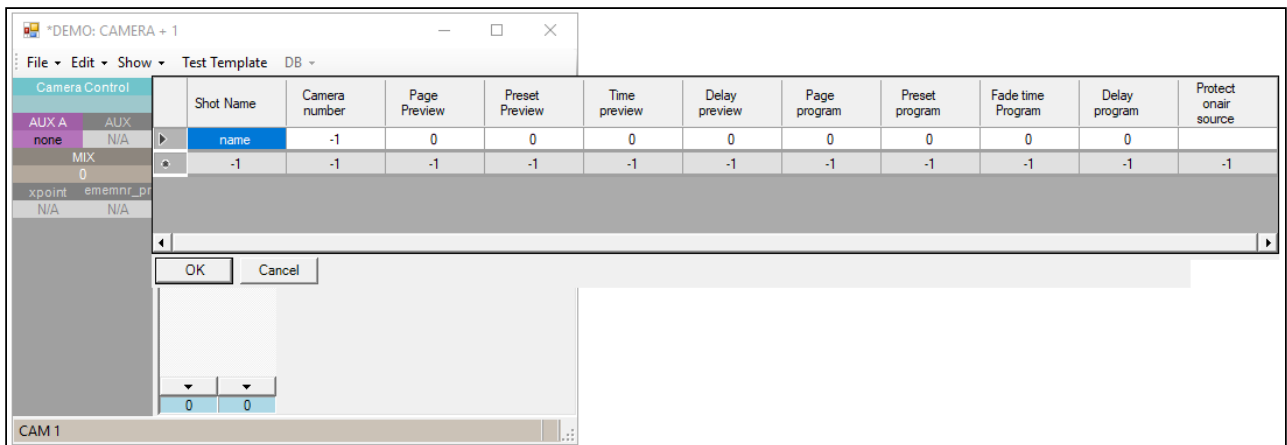 *DEMO: CAMERA + 1
File Edit Show Test Template DB
Camera Control
AUX A AUX
none N/A
MIX
0
xpoint ememnr_pr
N/A N/A
Shot Name Camera number Page Preview Preset Preview Time preview Delay preview Page program Preset program Fade time Program Delay program Protect onair source
name -1 0 0 0 0 0 0 0 0
-1 -1 -1 -1 -1 -1 -1 -1 -1 -1 -1
OK Cancel
0 0
CAM 1